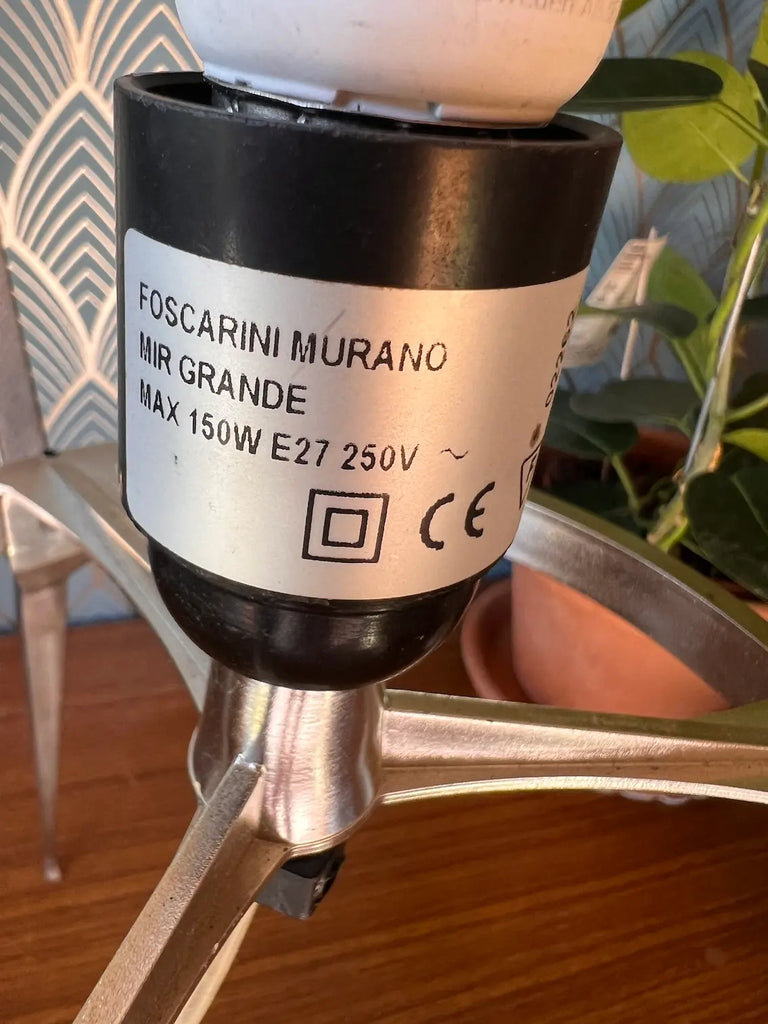 FOSCARINI MURANO
MIR GRANDE
MAX 150W E27 250V ~
CE